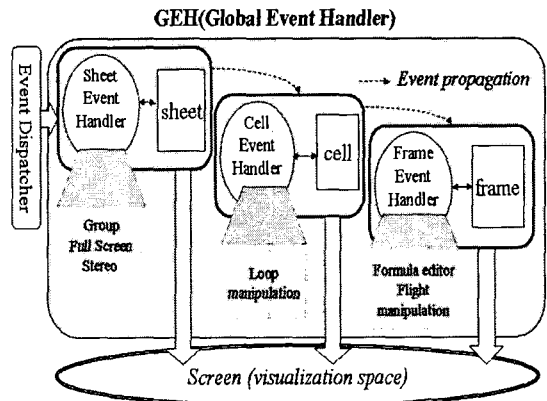 GEH(Global Event Handler)
Event Dispatcher
Sheet
Event
Handler
sheet
Event propagation
Cell
Event
Handler
cell
Frame
Event
Handler
frame
Group
Full Screen
Stereo
Loop
manipulation
Formula editor
Flight
manipulation
Screen (visualization space)